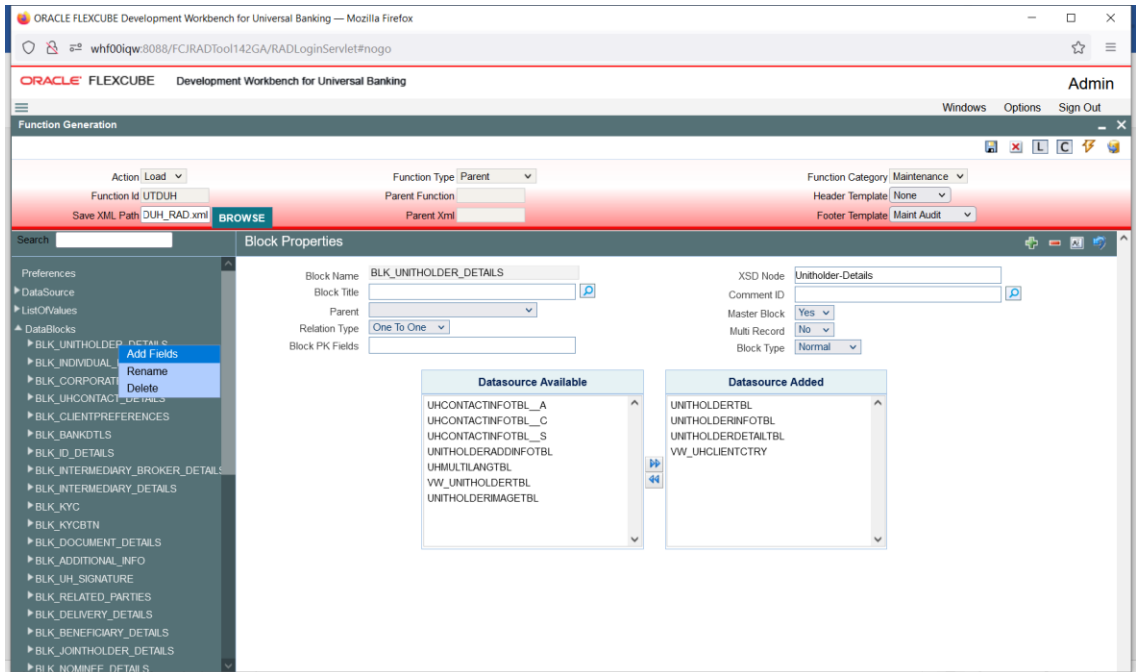 ORACLE FLEXCUBE Development Workbench for Universal Banking — Mozilla Firefox
whf00iqw:8088/FCJRADTool142GA/RADLoginServlet#nogo
ORACLE FLEXCUBE Development Workbench for Universal Banking
Admin
Windows Options Sign Out
Function Generation
L C
Action Load Function Type Parent Function Category Maintenance
Function Id UTDUH Parent Function Header Template None
Save XML Path DUH_RAD.xml BROWSE Parent Xml Footer Template Maint Audit
Search
Block Properties
Preferences
DataSource
ListOfValues
DataBlocks
BLK_UNITHOLDER_DETAILS
BLK_INDIVIDUAL_
BLK_CORPORAT
BLK_UHCONTACT_DETAILS
BLK_CLIENTPREFERENCES
BLK_BANKDTLS
BLK_ID_DETAILS
BLK_INTERMEDIARY_BROKER_DETAILS
BLK_INTERMEDIARY_DETAILS
BLK_KYC
BLK_KYCBTN
BLK_DOCUMENT_DETAILS
BLK_ADDITIONAL_INFO
BLK_UH_SIGNATURE
BLK_RELATED_PARTIES
BLK_DELIVERY_DETAILS
BLK_BENEFICIARY_DETAILS
BLK_JOINTHOLDER_DETAILS
BLK_NOMINEE_DETAILS
Add Fields
Rename
Delete
Block Name BLK_UNITHOLDER_DETAILS
Block Title
Parent
Relation Type One To One
Block PK Fields
XSD Node Unitholder-Details
Comment ID
Master Block Yes
Multi Record No
Block Type Normal
Datasource Available
UHCONTACTINFOTBL__A
UHCONTACTINFOTBL__C
UHCONTACTINFOTBL__S
UNITHOLDERADDINFOTBL
UHMULTILANGTBL
VW_UNITHOLDERTBL
UNITHOLDERIMAGETBL
Datasource Added
UNITHOLDERTBL
UNITHOLDERINFOTBL
UNITHOLDERDETAILTBL
VW_UHCLIENTCTRY